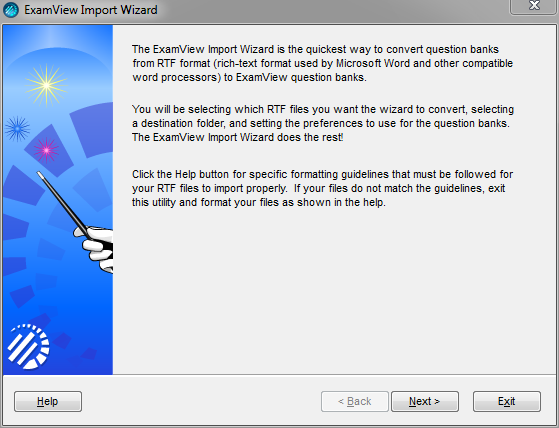 ExamView Import Wizard
The ExamView Import Wizard is the quickest way to convert question banks
from RTF format (rich-text format used by Microsoft Word and other compatible
word processors) to ExamView question banks.
You will be selecting which RTF files you want the wizard to convert, selecting
a destination folder, and setting the preferences to use for the question banks.
The ExamView Import Wizard does the rest!
Click the Help button for specific formatting guidelines that must be followed for
your RTF files to import properly.  If your files do not match the guidelines, exit
this utility and format your files as shown in the help.
Help < Back Next > Exit